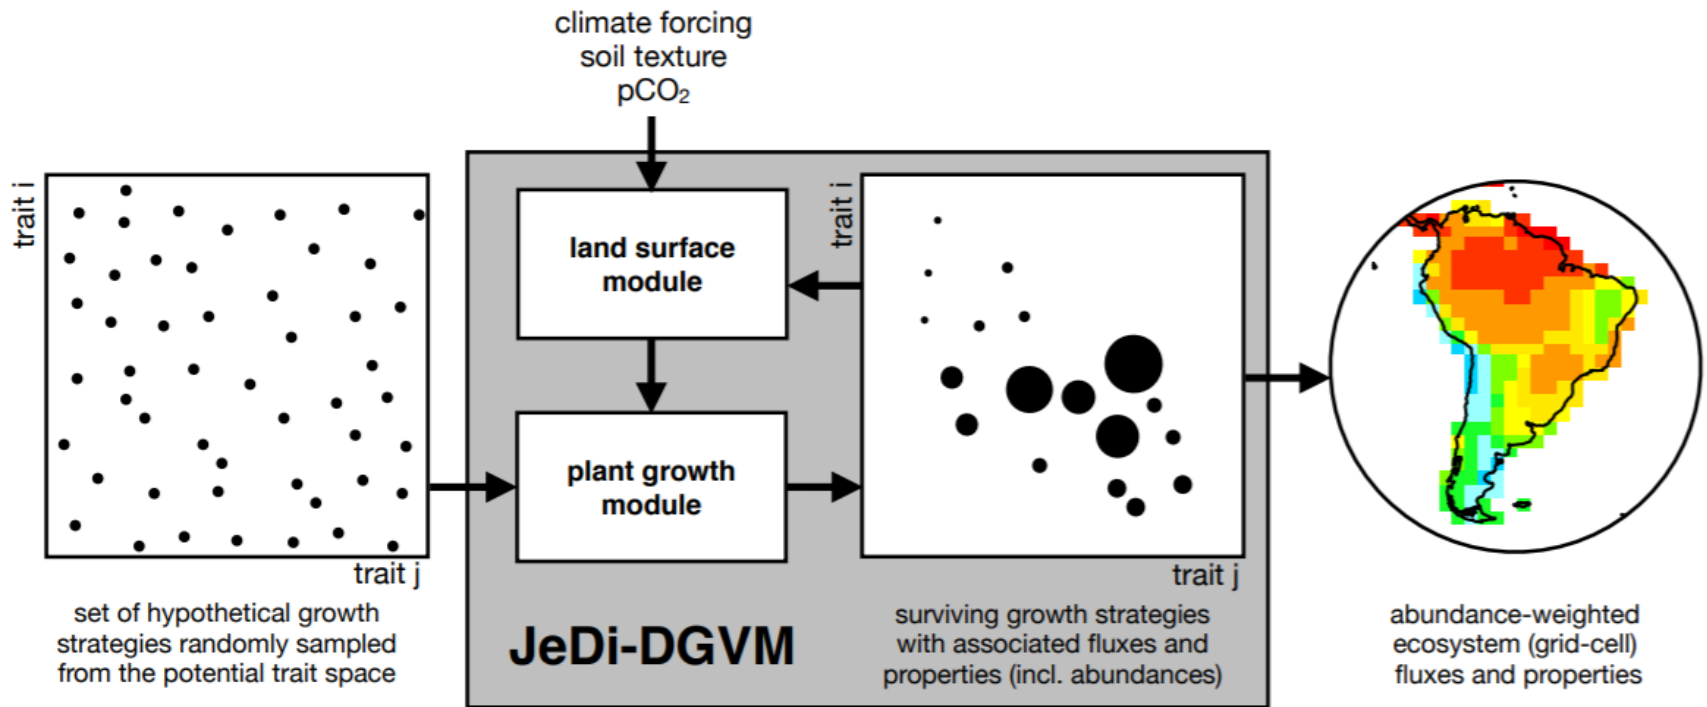 climate forcing
soil texture
pCO₂
trait i
trait j
set of hypothetical growth
strategies randomly sampled
from the potential trait space
land surface
module
plant growth
module
JeDi-DGVM
trait i
trait j
surviving growth strategies
with associated fluxes and
properties (incl. abundances)
abundance-weighted
ecosystem (grid-cell)
fluxes and properties